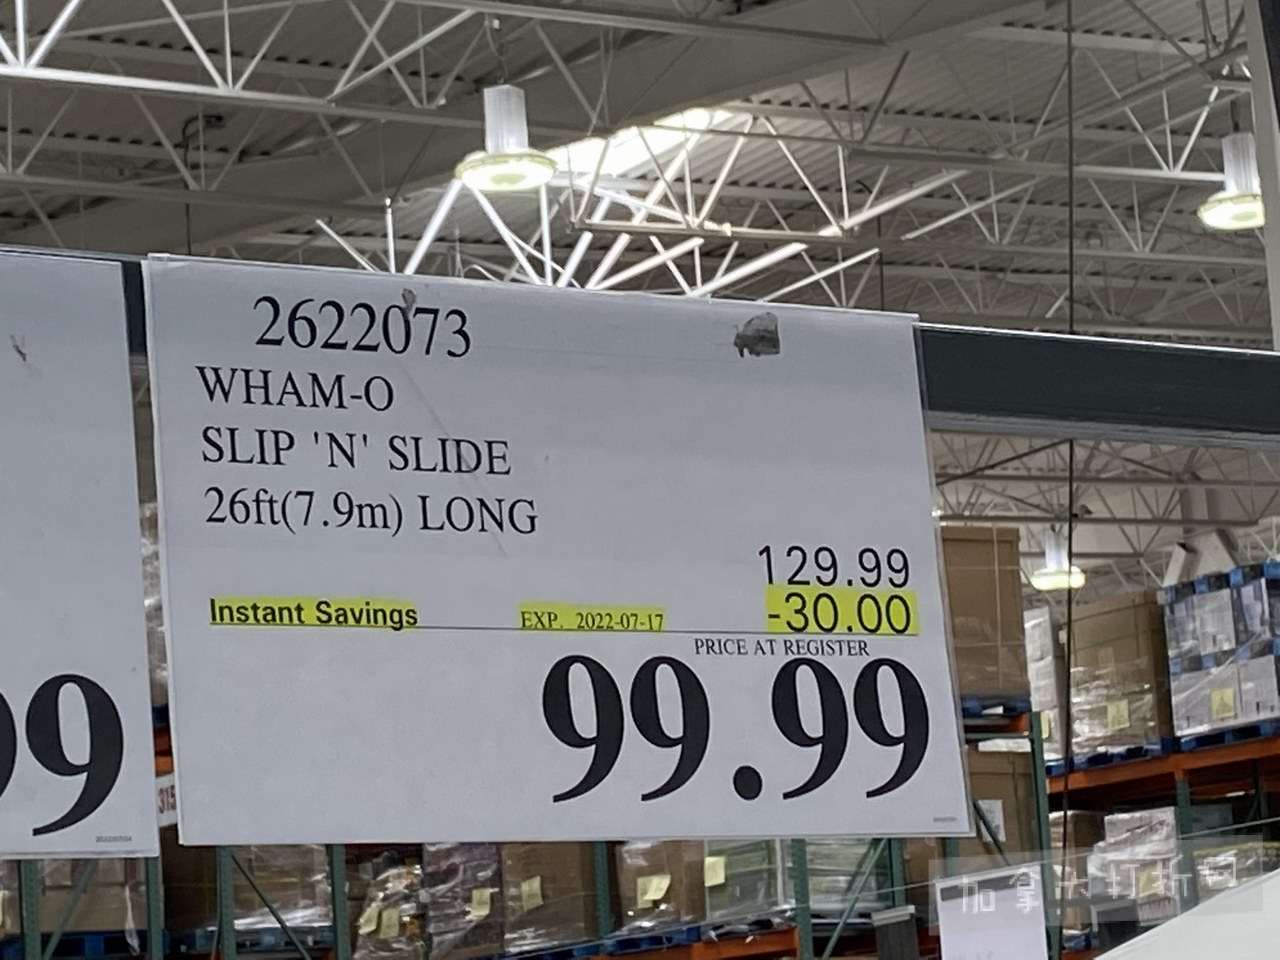 2622073
WHAM-O
SLIP 'N' SLIDE
26ft(7.9m) LONG
129.99
Instant Savings EXP. 2022-07-17 -30.00
PRICE AT REGISTER
99.99
99
315
加拿大打折网